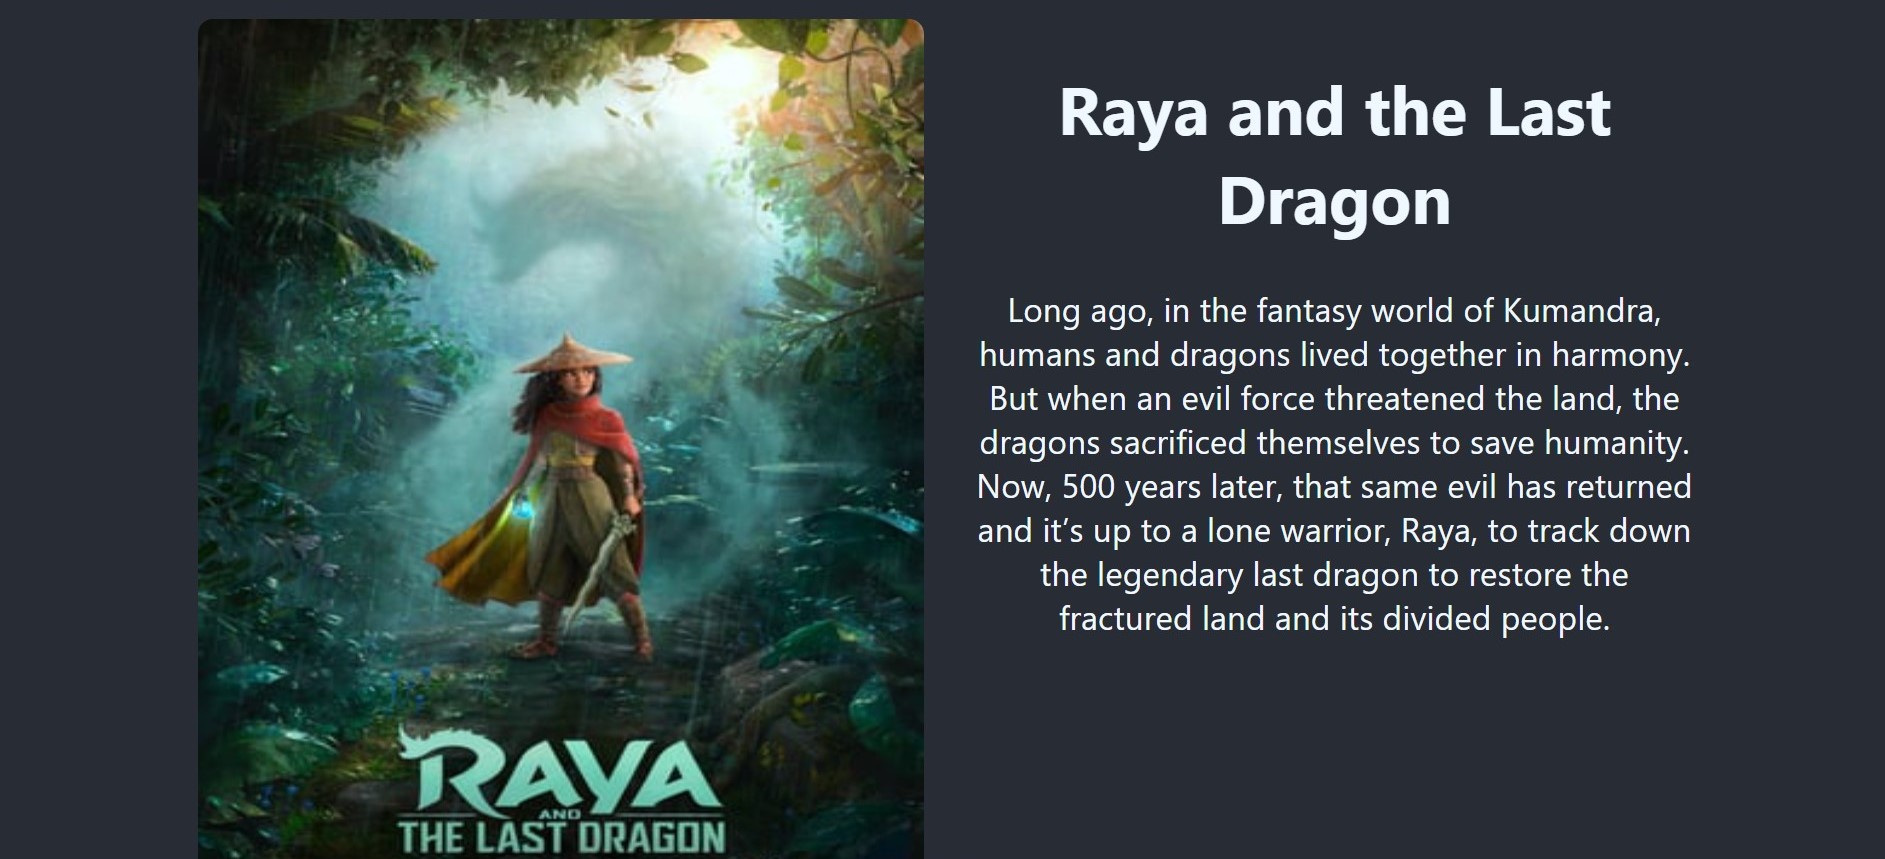 Raya and the Last
Dragon
Long ago, in the fantasy world of Kumandra,
humans and dragons lived together in harmony.
But when an evil force threatened the land, the
dragons sacrificed themselves to save humanity.
Now, 500 years later, that same evil has returned
and it’s up to a lone warrior, Raya, to track down
the legendary last dragon to restore the
fractured land and its divided people.
RAYA
AND
THE LAST DRAGON